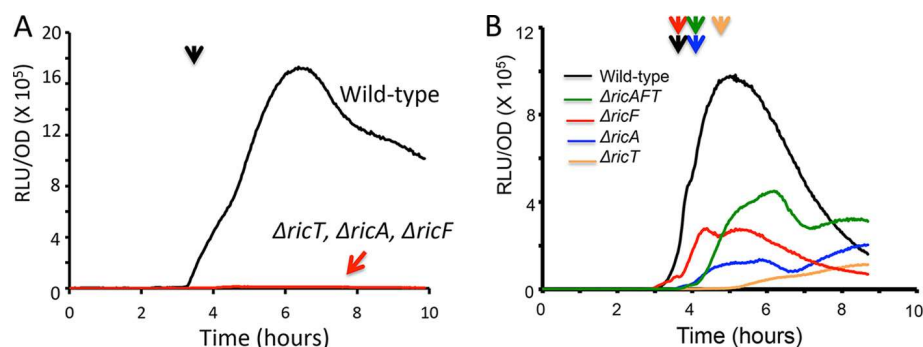 A
RLU/OD (X 10⁵)
20
16
12
8
4
0
Wild-type
ΔricT, ΔricA, ΔricF
0 2 4 6 8 10
Time (hours)
B
RLU/OD (X 10⁵)
12
8
4
0
Wild-type
ΔricAFT
ΔricF
ΔricA
ΔricT
0 2 4 6 8 10
Time (hours)